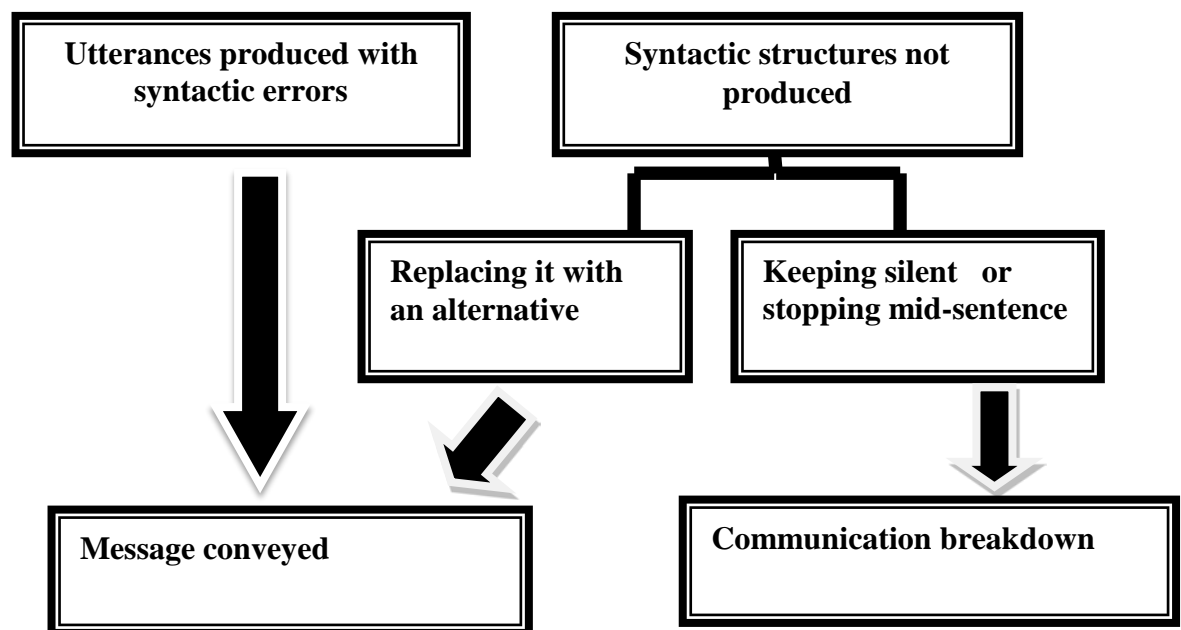 Utterances produced with
syntactic errors
Syntactic structures not
produced
Replacing it with
an alternative
Keeping silent or
stopping mid-sentence
Message conveyed
Communication breakdown